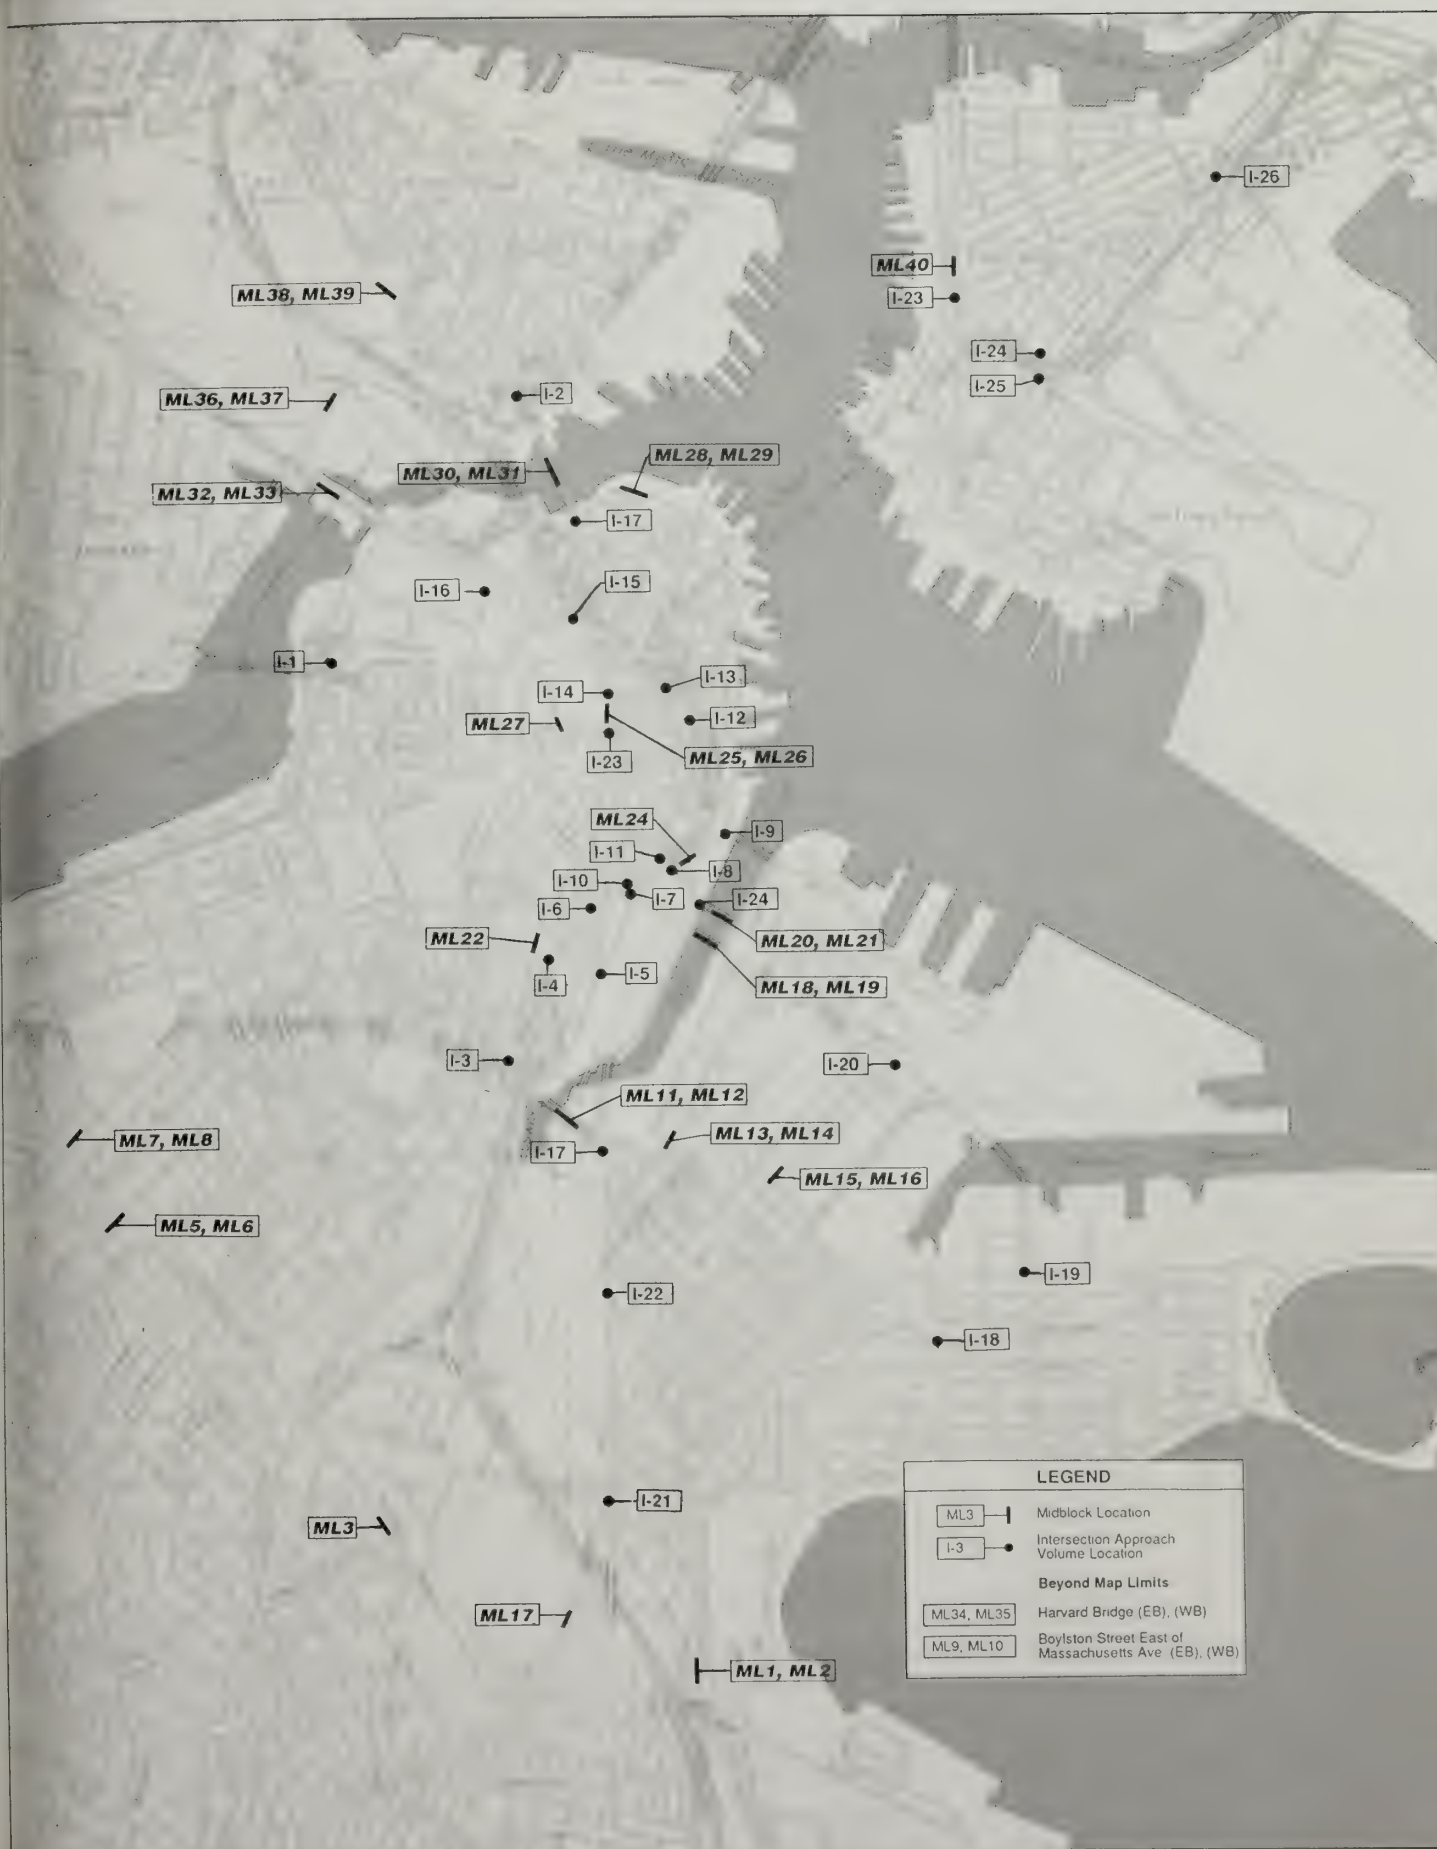 I-26
ML40
ML38, ML39
I-23
I-24
I-25
ML36, ML37
I-2
ML28, ML29
ML30, ML31
ML32, ML33
I-17
I-15
I-16
I-1
I-13
I-14
I-12
ML27
I-23
ML25, ML26
ML24
I-9
I-11
I-8
I-10
I-7
I-24
I-6
ML22
ML20, ML21
I-5
I-4
ML18, ML19
I-3
I-20
ML11, ML12
ML7, ML8
ML13, ML14
I-17
ML15, ML16
ML5, ML6
I-19
I-22
I-18
I-21
ML3
ML17
ML1, ML2
LEGEND
ML3 Midblock Location
I-3 Intersection Approach
Volume Location
Beyond Map Limits
ML34, ML35 Harvard Bridge (EB), (WB)
ML9, ML10 Boylston Street East of
Massachusetts Ave (EB), (WB)